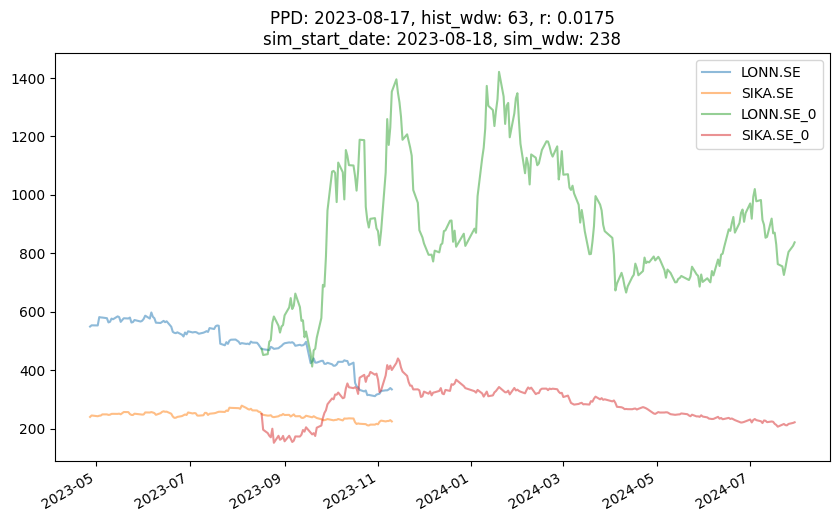 PPD: 2023-08-17, hist_wdw: 63, r: 0.0175
sim_start_date: 2023-08-18, sim_wdw: 238
LONN.SE
SIKA.SE
LONN.SE_0
SIKA.SE_0
1400
1200
1000
800
600
400
200
2023-05
2023-07
2023-09
2023-11
2024-01
2024-03
2024-05
2024-07